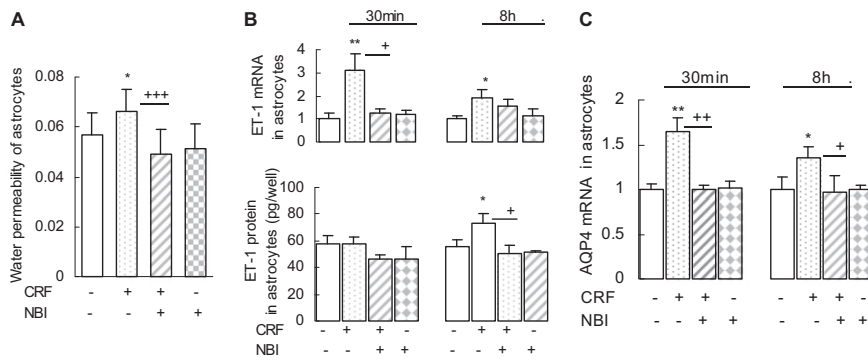 A
Water permeability of astrocytes
0.08
0.06
0.04
0.02
0
*
+++
CRF - + + -
NBI - - + +
B
30min 8h .
ET-1 mRNA
in astrocytes
4
3
2
1
0
** + *
ET-1 protein
in astrocytes (pg/well)
100
80
60
40
20
0
* +
CRF - + + - - + + -
NBI - - + + - - + +
C
30min 8h .
AQP4 mRNA in astrocytes
2
1.5
1
0.5
0
** ++ * +
CRF - + + - - + + -
NBI - - + + - - + +